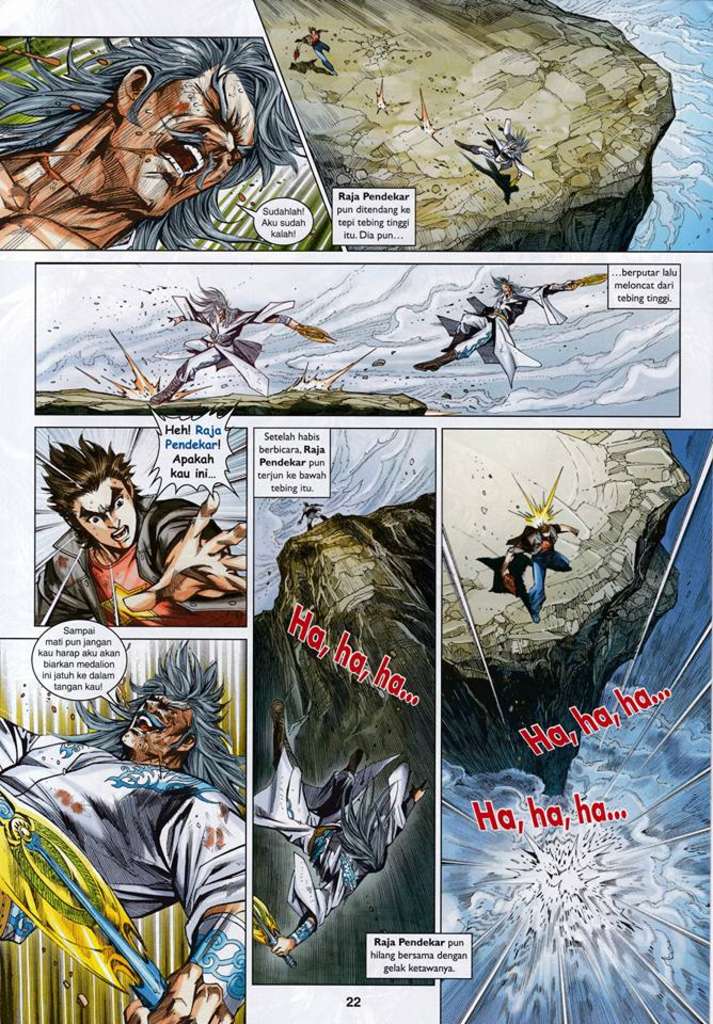 Sudahlah!
Aku sudah
kalah!
Raja Pendekar
pun ditendang ke
tepi tebing tinggi
itu. Dia pun...
...berputar lalu
meloncat dari
tebing tinggi.
Heh! Raja
Pendekar!
Apakah
kau ini...
Sampai
mati pun jangan
kau harap aku akan
biarkan medalion
ini jatuh ke dalam
tangan kau!
Setelah habis
berbicara, Raja
Pendekar pun
terjun ke bawah
tebing itu.
Ha, ha, ha...
Ha, ha, ha...
Ha, ha, ha...
Raja Pendekar pun
hilang bersama dengan
gelak ketawanya.
22